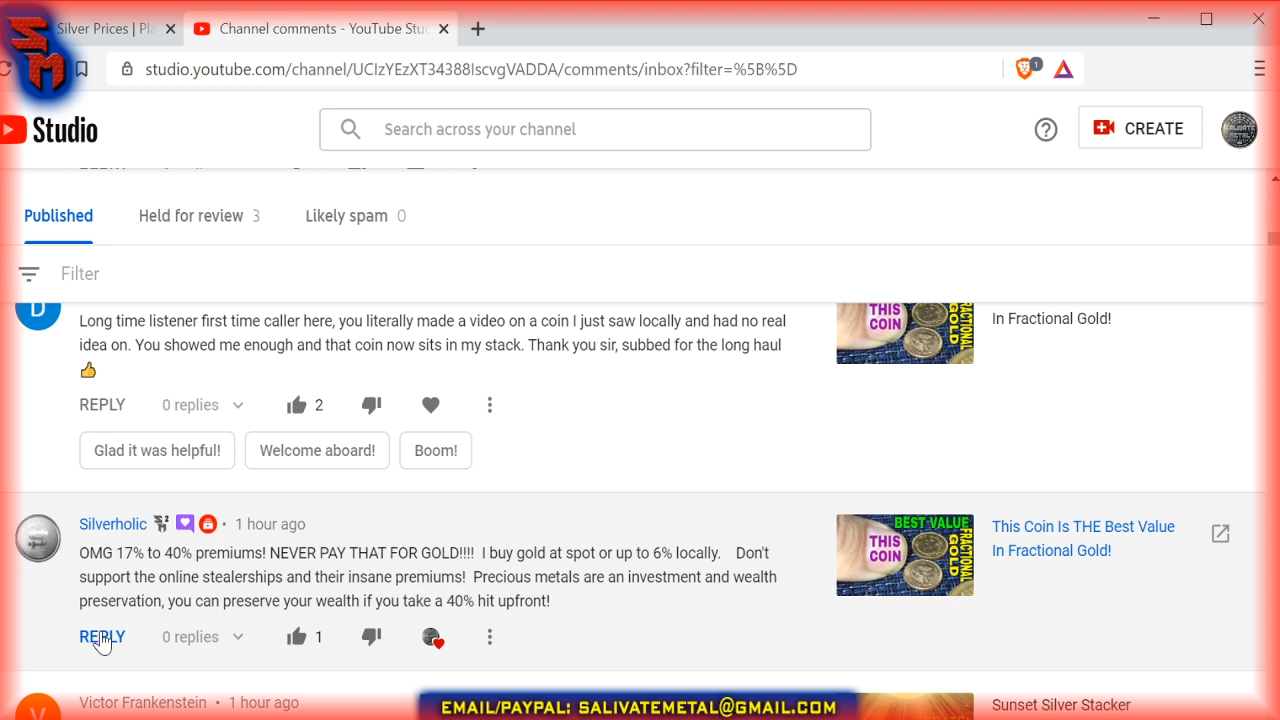 SM
Silver Prices | Pla
Channel comments - YouTube Stu
studio.youtube.com/channel/UCIzYEzXT34388IscvgVADDA/comments/inbox?filter=%5B%5D
1
Studio
Search across your channel
CREATE
Published
Held for review 3
Likely spam 0
Filter
D
Long time listener first time caller here, you literally made a video on a coin I just saw locally and had no real
idea on. You showed me enough and that coin now sits in my stack. Thank you sir, subbed for the long haul
👍
THIS
COIN
FRACTIONAL
GOLD
In Fractional Gold!
REPLY
0 replies
2
Glad it was helpful!
Welcome aboard!
Boom!
Silverholic
• 1 hour ago
OMG 17% to 40% premiums! NEVER PAY THAT FOR GOLD!!!! I buy gold at spot or up to 6% locally. Don't
support the online stealerships and their insane premiums! Precious metals are an investment and wealth
preservation, you can preserve your wealth if you take a 40% hit upfront!
BEST VALUE
THIS
COIN
FRACTIONAL
GOLD
This Coin Is THE Best Value
In Fractional Gold!
REPLY
0 replies
1
V
Victor Frankenstein • 1 hour ago
Sunset Silver Stacker
EMAIL/PAYPAL: SALIVATEMETAL@GMAIL.COM